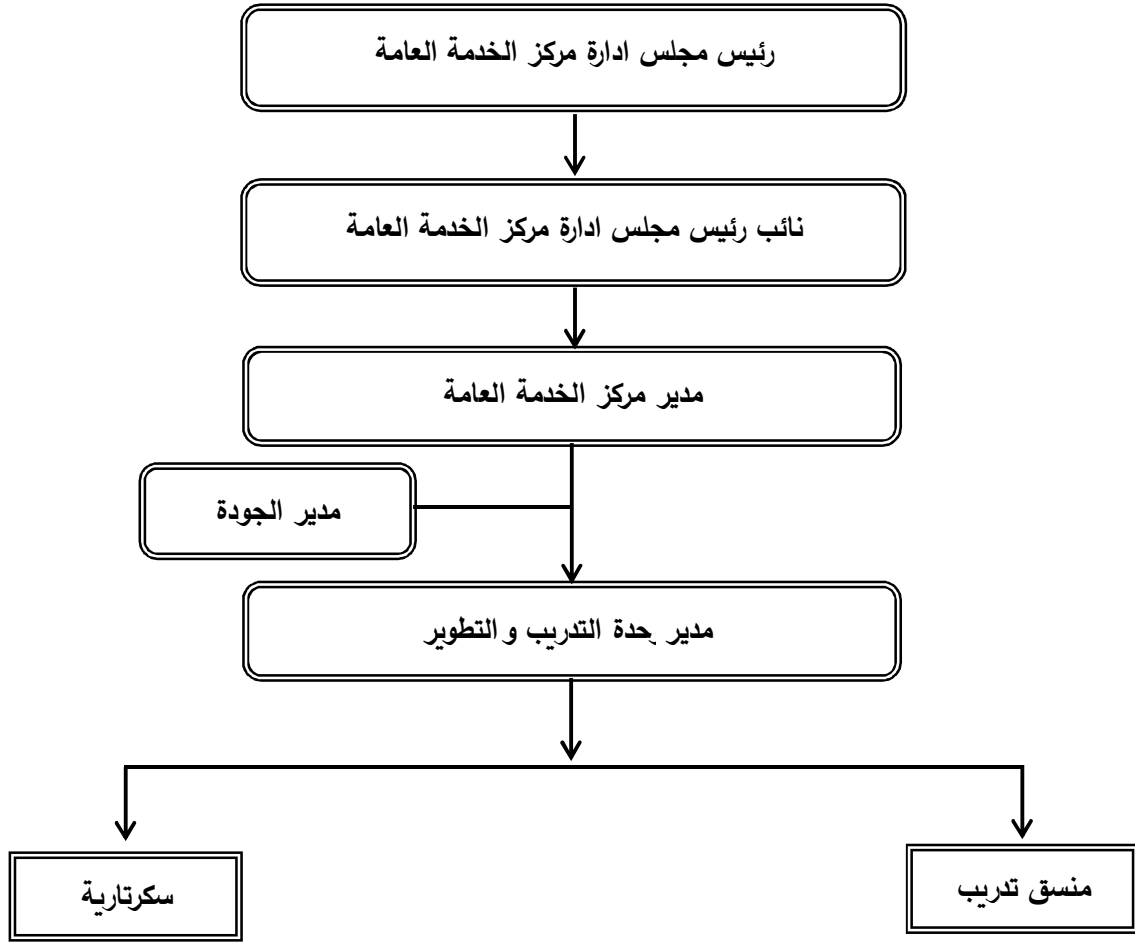 رئيس مجلس ادارة مركز الخدمة العامة
نائب رئيس مجلس ادارة مركز الخدمة العامة
مدير مركز الخدمة العامة
مدير الجودة
مدير وحدة التدريب و التطوير
منسق تدريب
سكرتارية